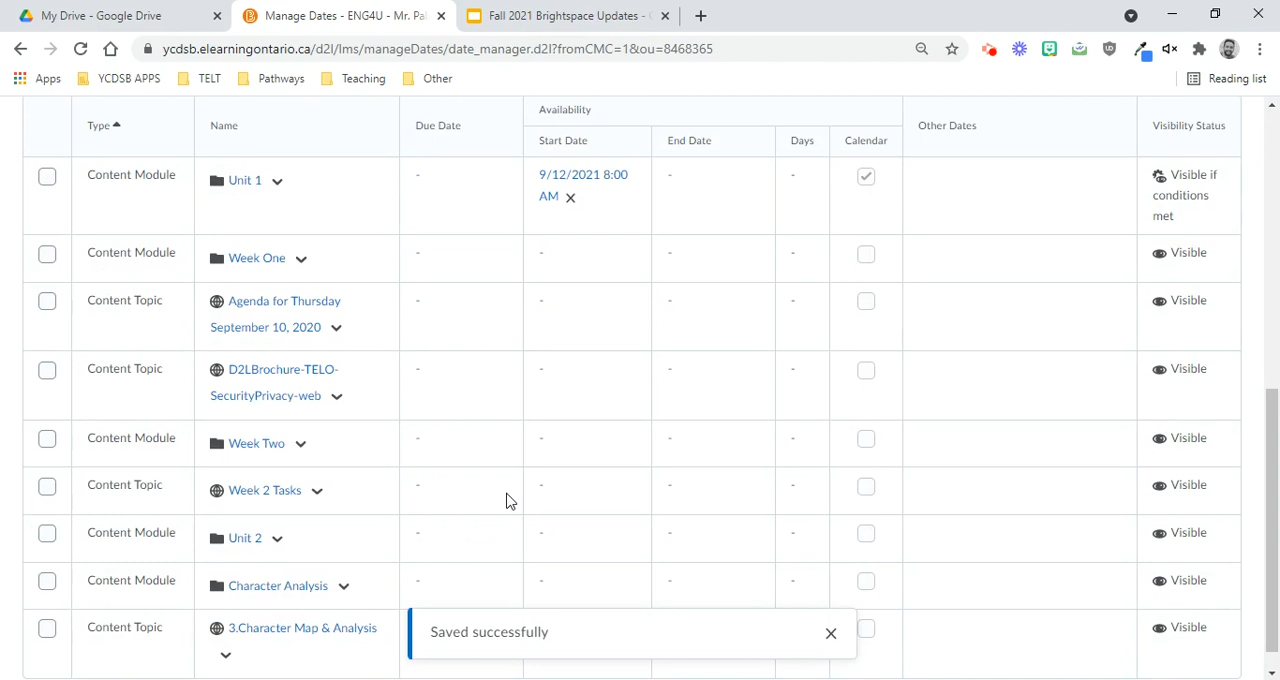 My Drive - Google Drive
Manage Dates - ENG4U - Mr. Pa
Fall 2021 Brightspace Updates -
ycdsb.elearningontario.ca/d2l/lms/manageDates/date_manager.d2l?fromCMC=1&ou=8468365
Apps
YCDSB APPS
TELT
Pathways
Teaching
Other
Reading list
Type
Name
Due Date
Availability
Start Date
End Date
Days
Calendar
Other Dates
Visibility Status
Content Module
Unit 1
-
9/12/2021 8:00
AM
-
-
Visible if
conditions
met
Content Module
Week One
-
-
-
-
Visible
Content Topic
Agenda for Thursday
September 10, 2020
-
-
-
-
Visible
Content Topic
D2LBrochure-TELO-
SecurityPrivacy-web
-
-
-
-
Visible
Content Module
Week Two
-
-
-
-
Visible
Content Topic
Week 2 Tasks
-
-
-
-
Visible
Content Module
Unit 2
-
-
-
-
Visible
Content Module
Character Analysis
-
-
-
-
Visible
Content Topic
3.Character Map & Analysis
Visible
Saved successfully